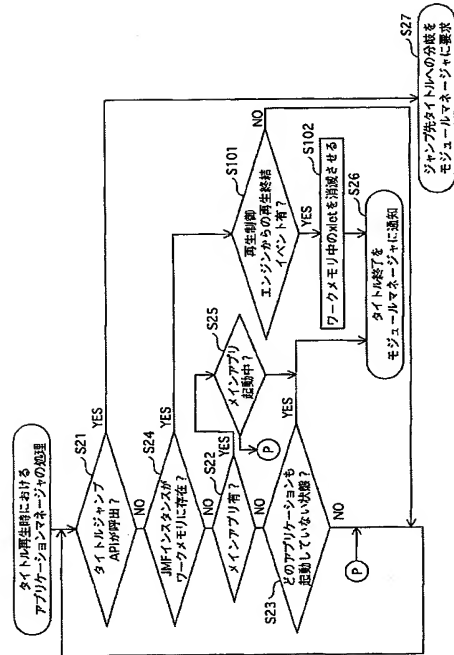 タイトル再生時における
アプリケーションマネージャの処理
S21
タイトルジャンプ
APIが呼出?
YES
NO
S24
JMFインスタンスが
ワークメモリに存在?
YES
NO
S22
メインアプリ有?
YES
NO
S25
メインアプリ
起動中?
P
S23
どのアプリケーションも
起動していない状態?
YES
NO
P
S101
再生制御
エンジンからの再生終結
イベント有?
NO
YES
S102
ワークメモリ中のxletを消滅させる
S26
タイトル終了を
モジュールマネージャに通知
S27
ジャンプ先タイトルへの分岐を
モジュールマネージャに要求